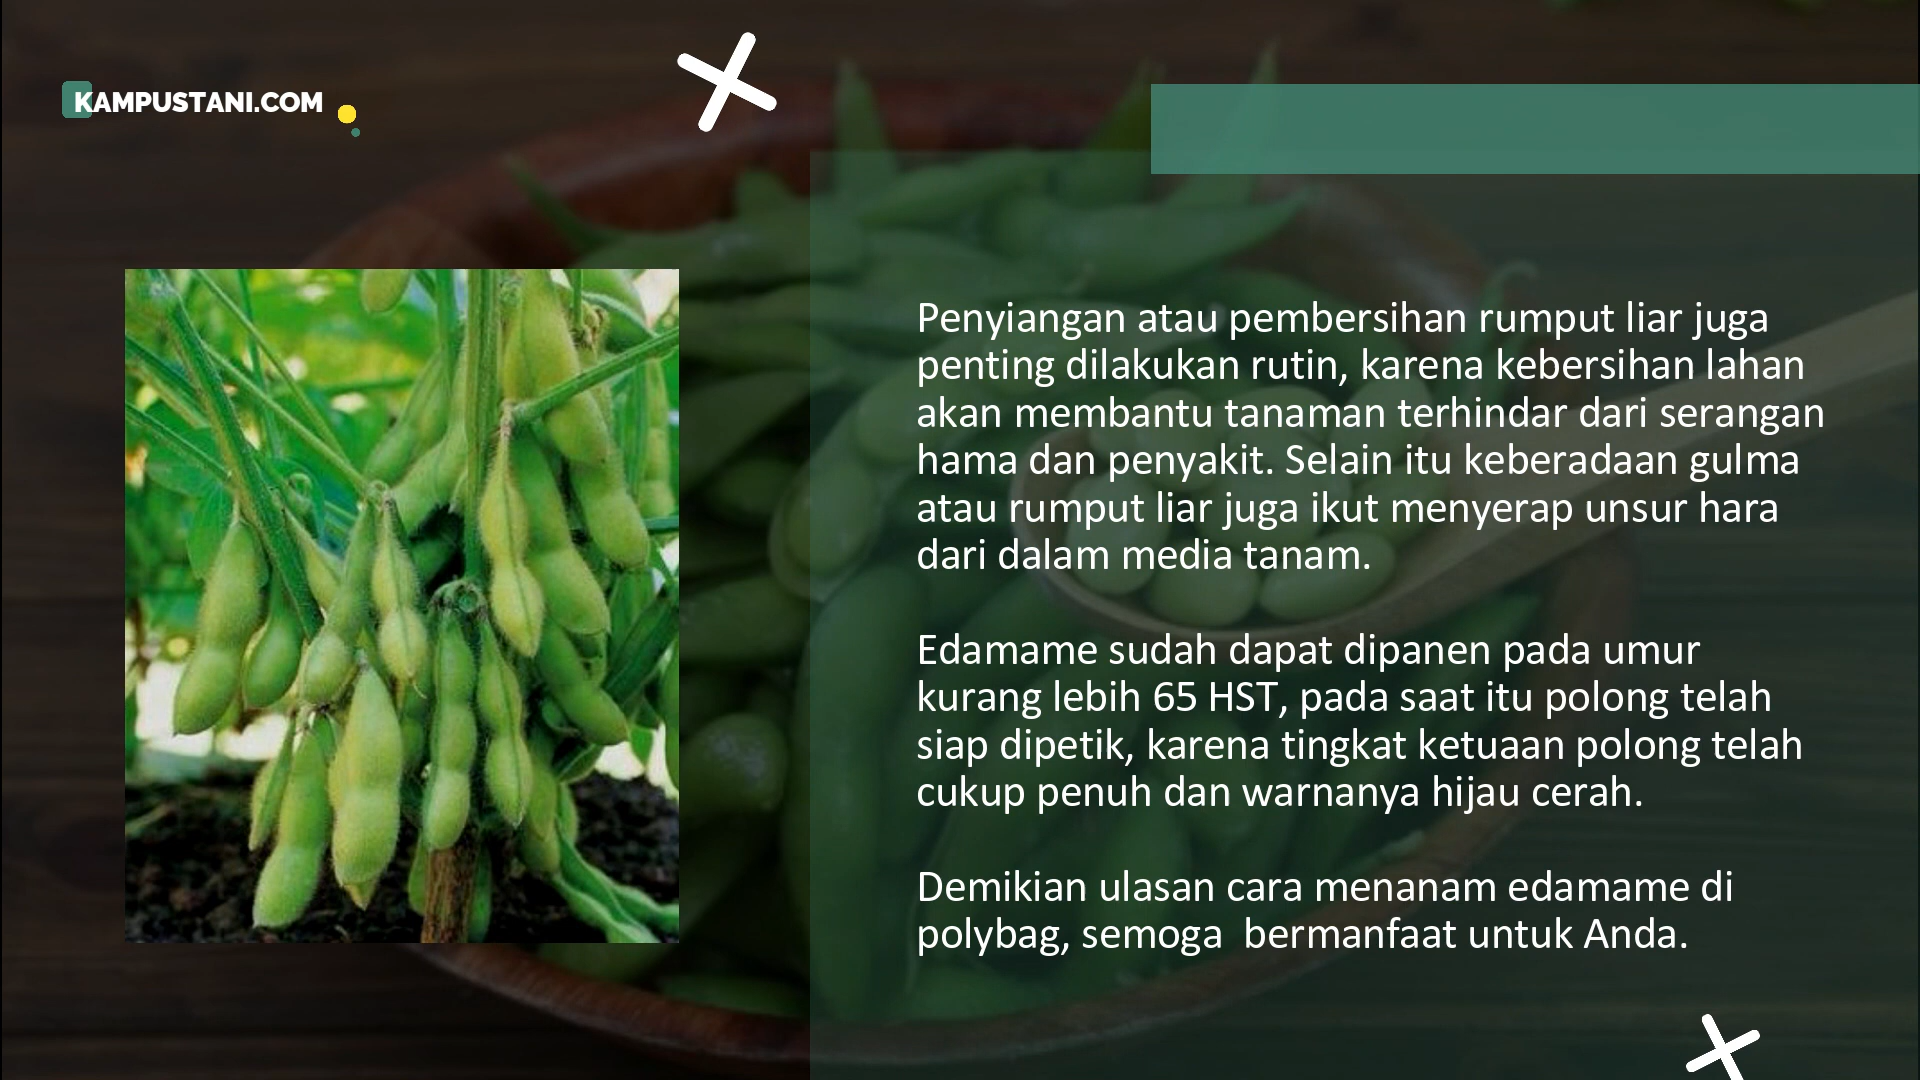 KAMPUSTANI.COM
Penyiangan atau pembersihan rumput liar juga
penting dilakukan rutin, karena kebersihan lahan
akan membantu tanaman terhindar dari serangan
hama dan penyakit. Selain itu keberadaan gulma
atau rumput liar juga ikut menyerap unsur hara
dari dalam media tanam.
Edamame sudah dapat dipanen pada umur
kurang lebih 65 HST, pada saat itu polong telah
siap dipetik, karena tingkat ketuaan polong telah
cukup penuh dan warnanya hijau cerah.
Demikian ulasan cara menanam edamame di
polybag, semoga  bermanfaat untuk Anda.